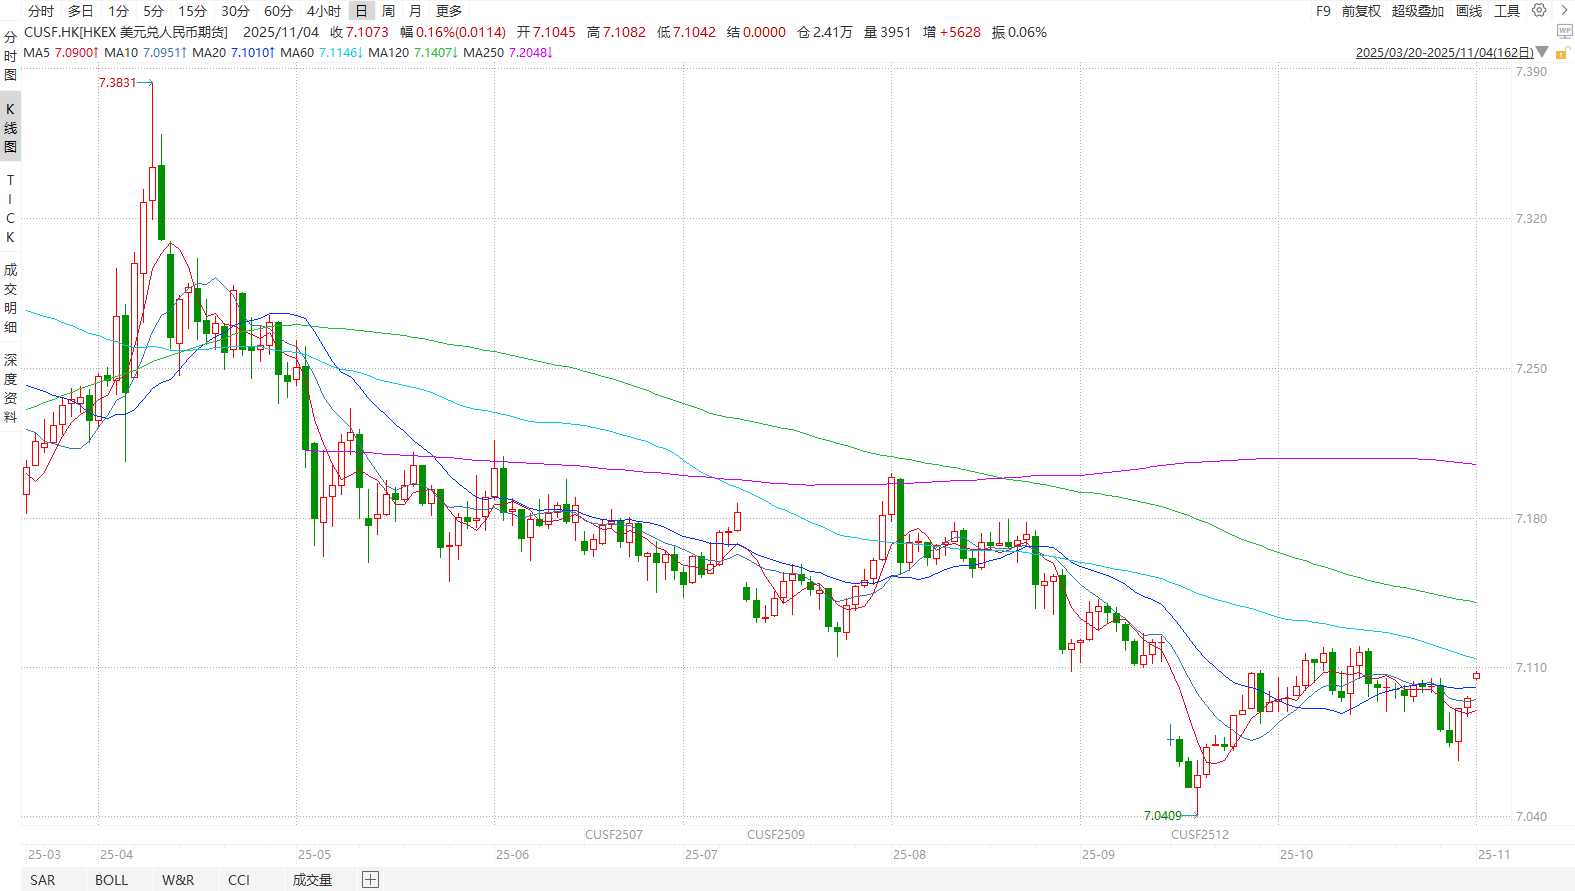 分时 多日 1分 5分 15分 30分 60分 4小时 日 周 月 更多 F9 前复权 超级叠加 画线 工具
CUSF.HK[HKEX 美元兑人民币期货] 2025/11/04 收7.1073 幅0.16%(0.0114) 开7.1045 高7.1082 低7.1042 结0.0000 仓2.41万 量3951 增+5628 振0.06%
MA5 7.0900↑ MA10 7.0951↑ MA20 7.1010↑ MA60 7.1146↓ MA120 7.1407↓ MA250 7.2048↓
2025/03/20-2025/11/04(162日)
WP
分时图
K线图
TICK
成交明细
深度资料
7.3831
7.390
7.320
7.250
7.180
7.110
7.040
7.0409
CUSF2507 CUSF2509 CUSF2512
25-03 25-04 25-05 25-06 25-07 25-08 25-09 25-10 25-11
SAR BOLL W&R CCI 成交量